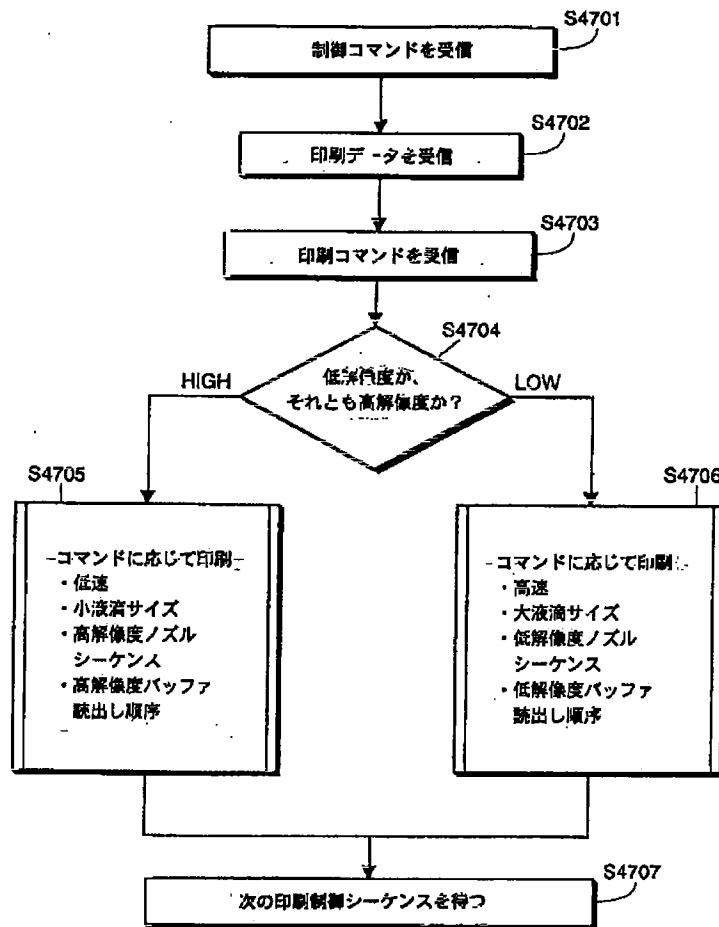 S4701
制御コマンドを受信
S4702
印刷データを受信
S4703
印刷コマンドを受信
S4704
低解像度か、
それとも高解像度か？
HIGH
LOW
S4705
コマンドに応じて印刷
・低速
・小液滴サイズ
・高解像度ノズル
シーケンス
・高解像度バッファ
読出し順序
S4706
コマンドに応じて印刷
・高速
・大液滴サイズ
・低解像度ノズル
シーケンス
・低解像度バッファ
読出し順序
S4707
次の印刷制御シーケンスを待つ